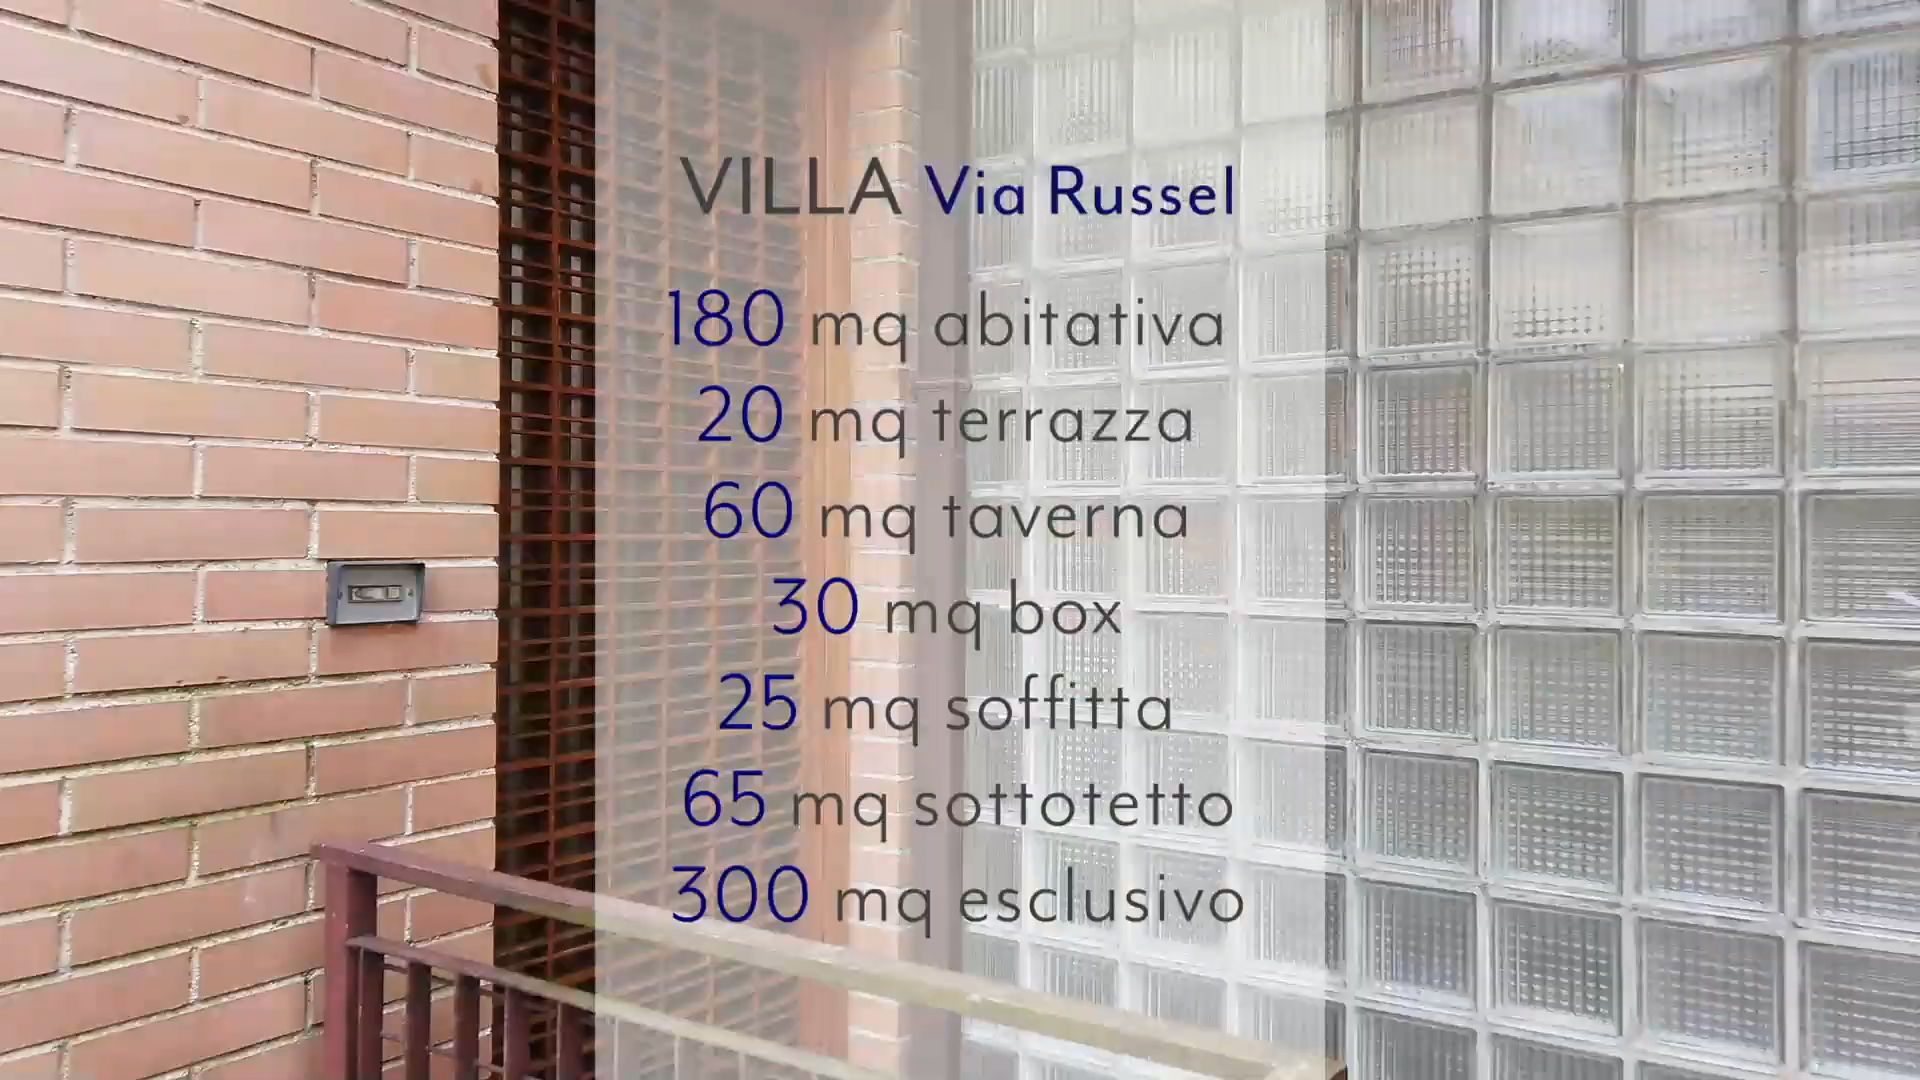 VILLA Via Russel
180 mq abitativa
20 mq terrazza
60 mq taverna
30 mq box
25 mq soffitta
65 mq sottotetto
300 mq esclusivo